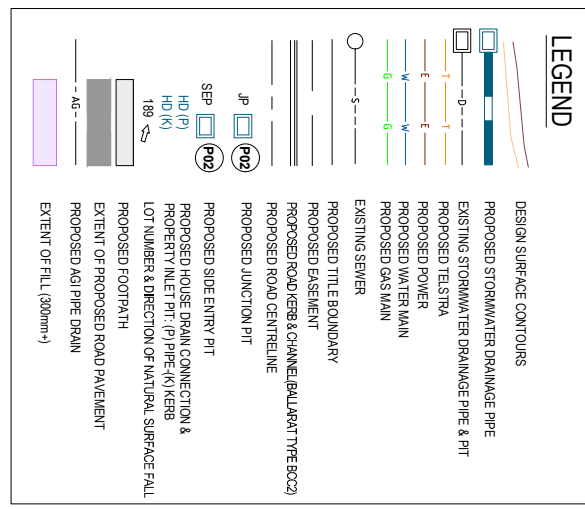 LEGEND
DESIGN SURFACE CONTOURS
PROPOSED STORMWATER DRAINAGE PIPE
D EXISTING STORMWATER DRAINAGE PIPE & PIT
T T PROPOSED TELSTRA
E E PROPOSED POWER
W W PROPOSED WATER MAIN
G G PROPOSED GAS MAIN
S EXISTING SEWER
PROPOSED TITLE BOUNDARY
PROPOSED EASEMENT
PROPOSED ROAD KERB & CHANNEL(BALLARAT TYPE BCC2)
PROPOSED ROAD CENTRELINE
JP P02 PROPOSED JUNCTION PIT
SEP P02 PROPOSED SIDE ENTRY PIT
HD (P) PROPOSED HOUSE DRAIN CONNECTION &
HD (K) PROPERTY INLET PIT: (P) PIPE-(K) KERB
189 LOT NUMBER & DIRECTION OF NATURAL SURFACE FALL
PROPOSED FOOTPATH
EXTENT OF PROPOSED ROAD PAVEMENT
AG PROPOSED AGI PIPE DRAIN
EXTENT OF FILL (300mm+)